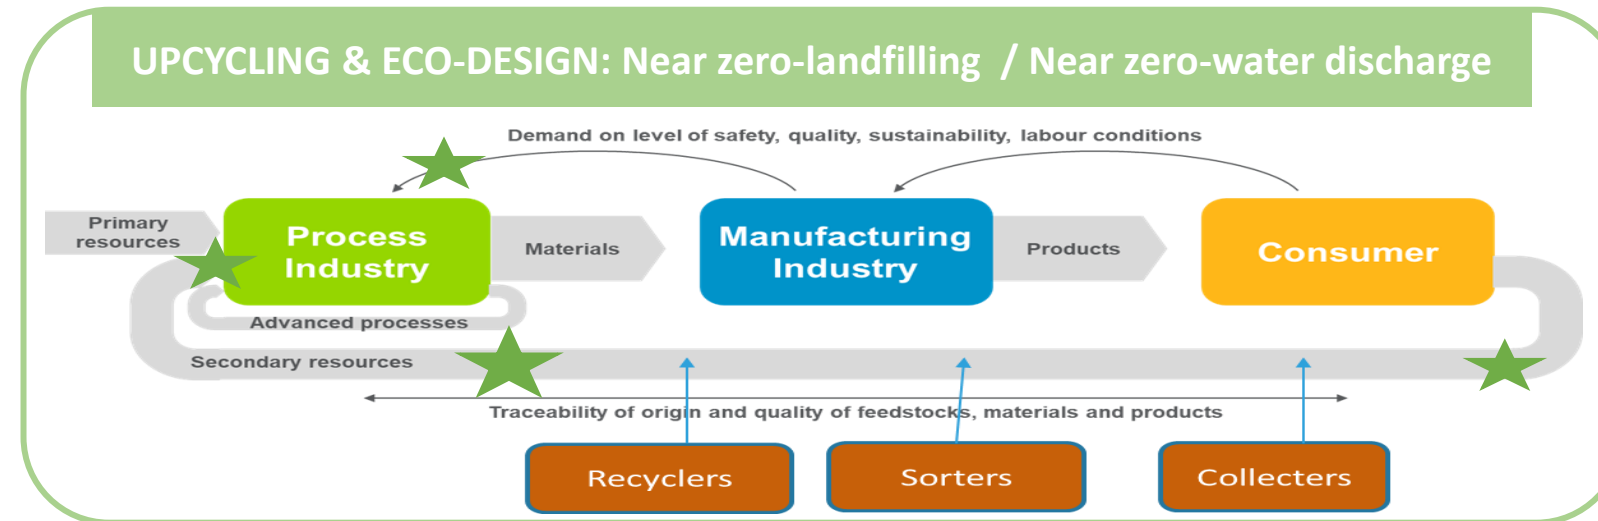 UPCYCLING & ECO-DESIGN: Near zero-landfilling / Near zero-water discharge
Demand on level of safety, quality, sustainability, labour conditions
Primary
resources
Process
Industry
Materials
Manufacturing
Industry
Products
Consumer
Advanced processes
Secondary resources
Traceability of origin and quality of feedstocks, materials and products
Recyclers
Sorters
Collecters